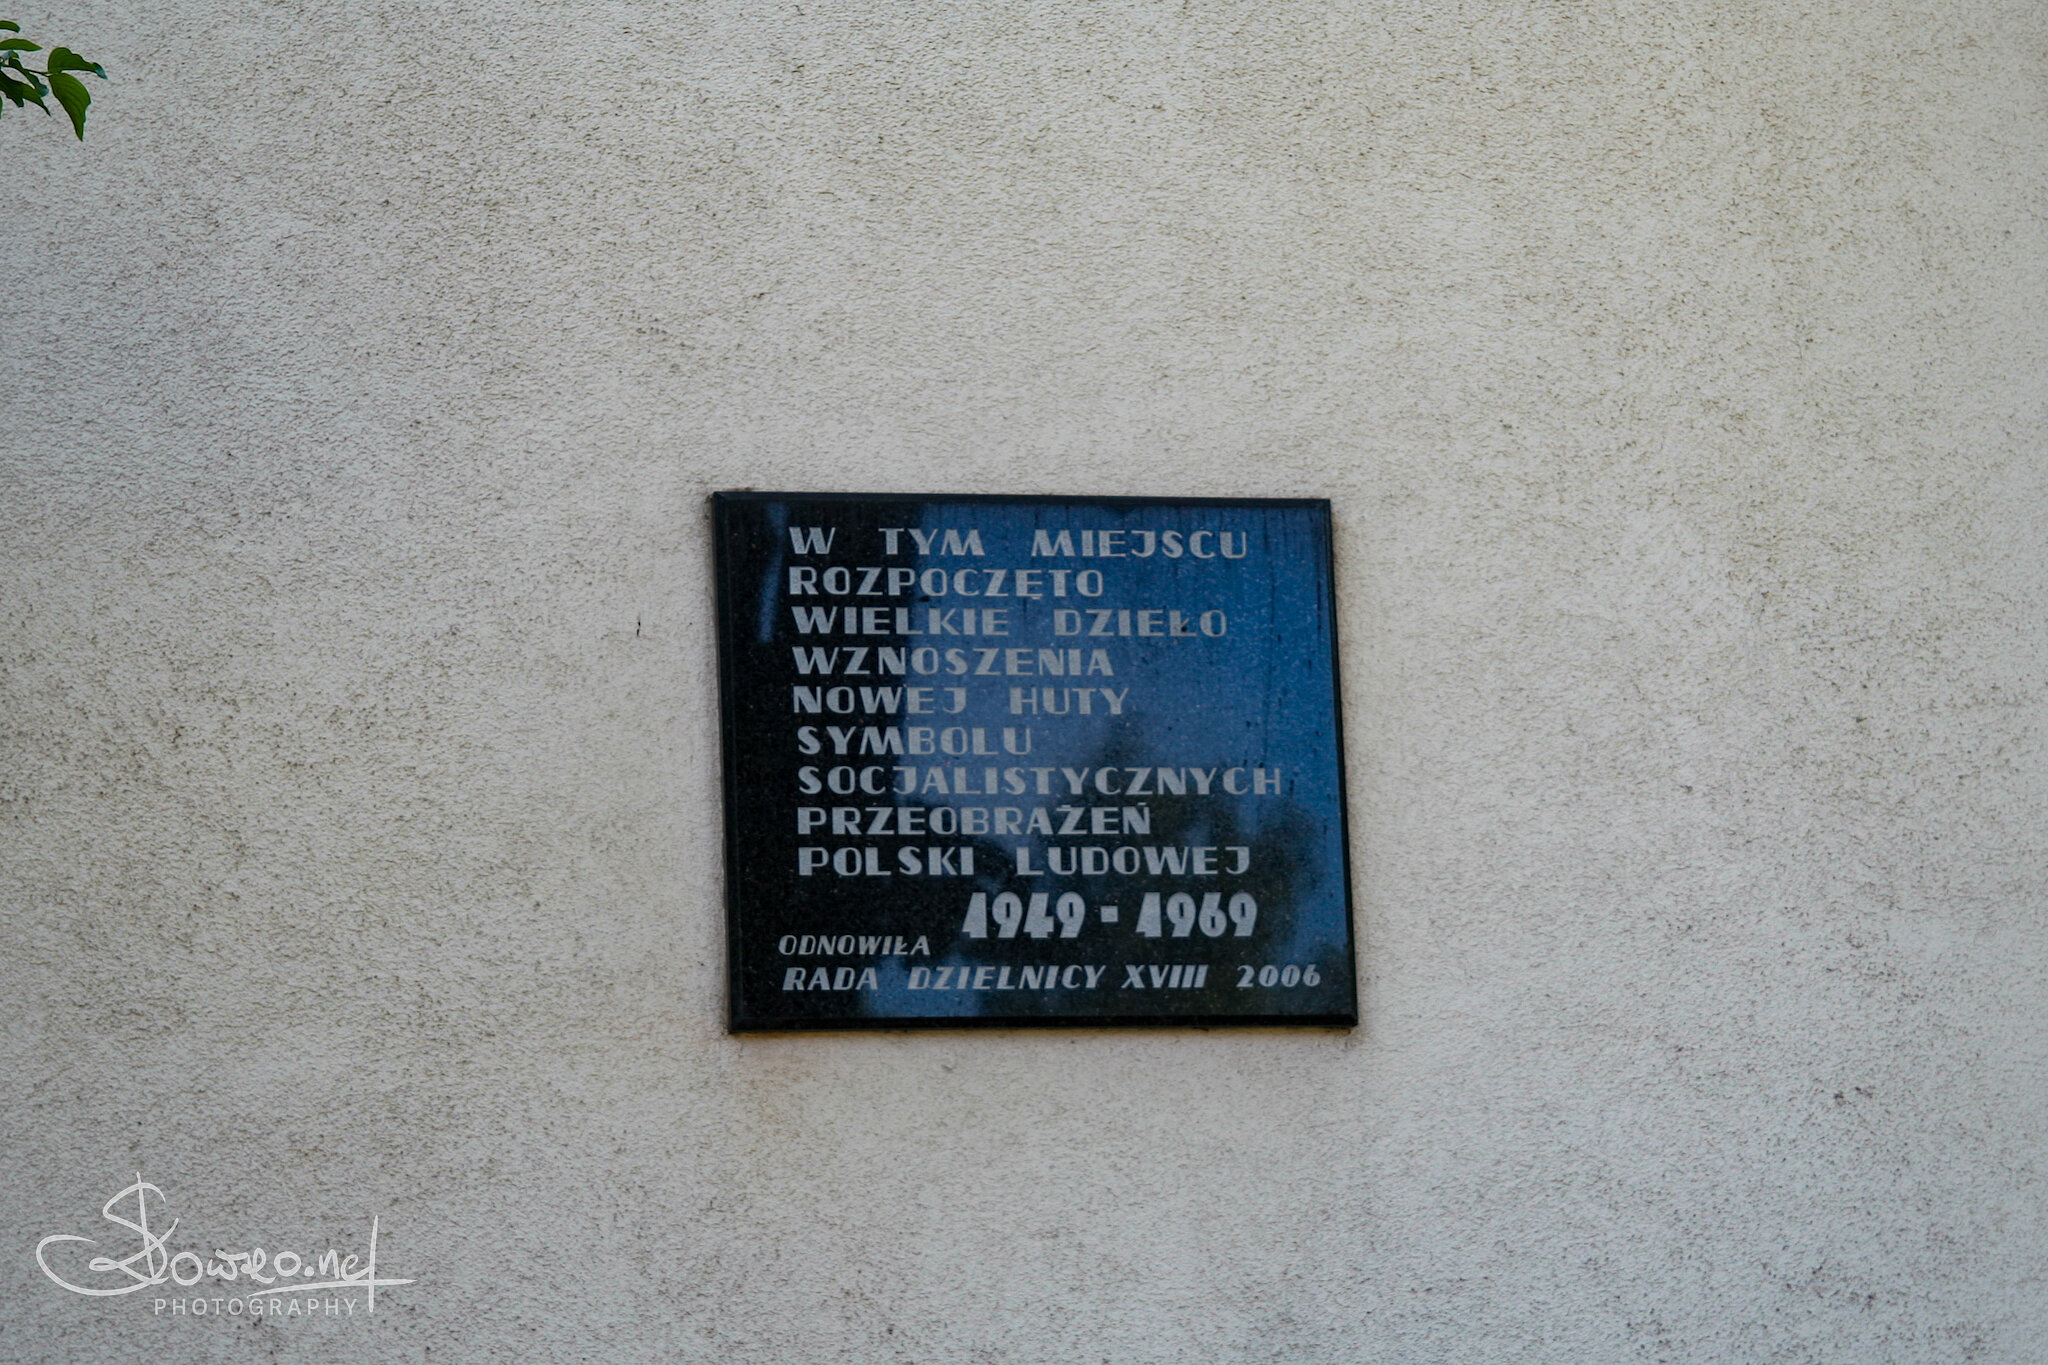 W TYM MIEJSCU
ROZPOCZĘTO
WIELKIE DZIEŁO
WZNOSZENIA
NOWEJ HUTY
SYMBOLU
SOCJALISTYCZNYCH
PRZEOBRAŻEŃ
POLSKI LUDOWEJ
1949 - 1969
ODNOWIŁA
RADA DZIELNICY XVIII 2006
PHOTOGRAPHY